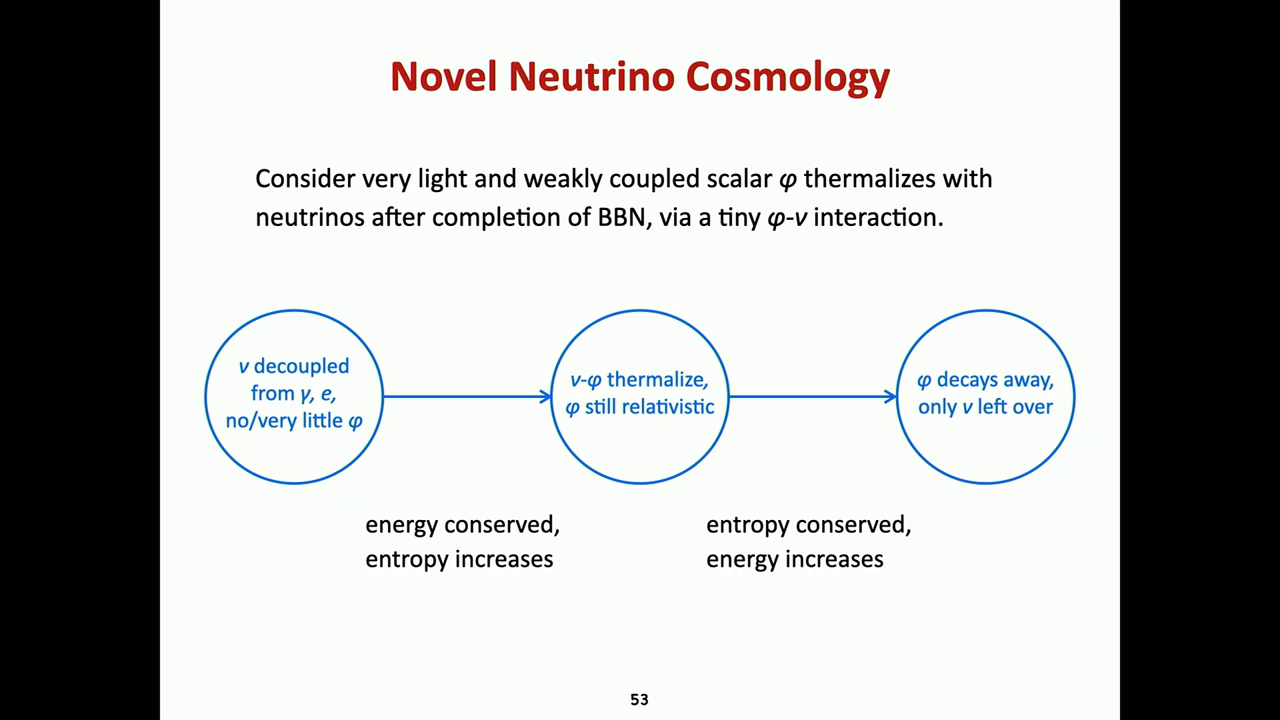 Novel Neutrino Cosmology
Consider very light and weakly coupled scalar φ thermalizes with
neutrinos after completion of BBN, via a tiny φ-ν interaction.
ν decoupled
from γ, e,
no/very little φ
ν-φ thermalize,
φ still relativistic
φ decays away,
only ν left over
energy conserved,
entropy increases
entropy conserved,
energy increases
53